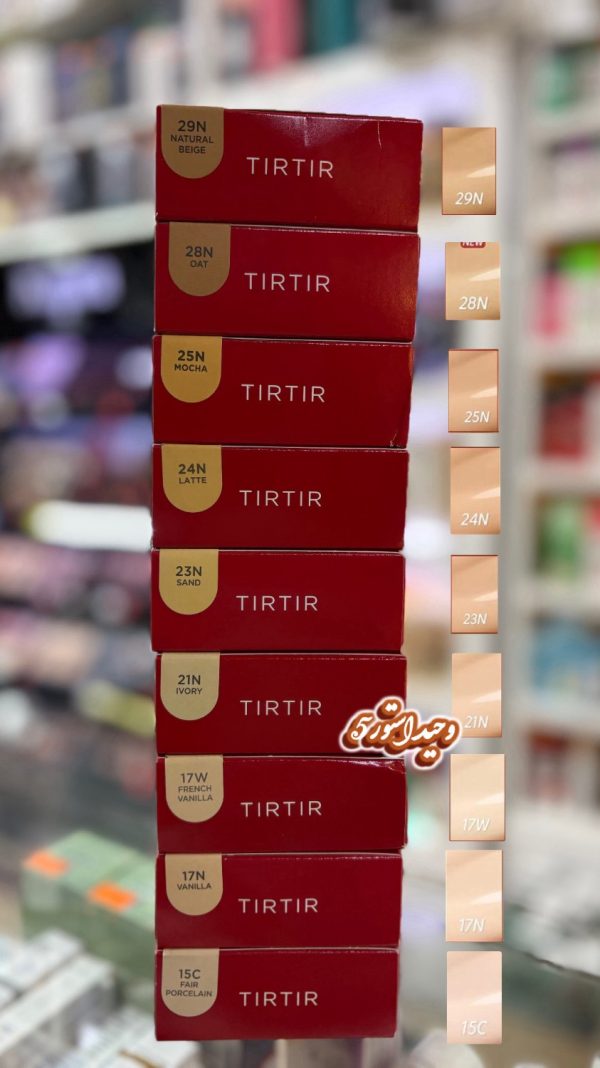 29N
NATURAL
BEIGE
TIRTIR
29N
28N
OAT
TIRTIR
NEW
28N
25N
MOCHA
TIRTIR
25N
24N
LATTE
TIRTIR
24N
23N
SAND
TIRTIR
23N
21N
IVORY
TIRTIR
21N
وحید استور 5
17W
FRENCH
VANILLA
TIRTIR
17W
17N
VANILLA
TIRTIR
17N
15C
FAIR
PORCELAIN
TIRTIR
15C